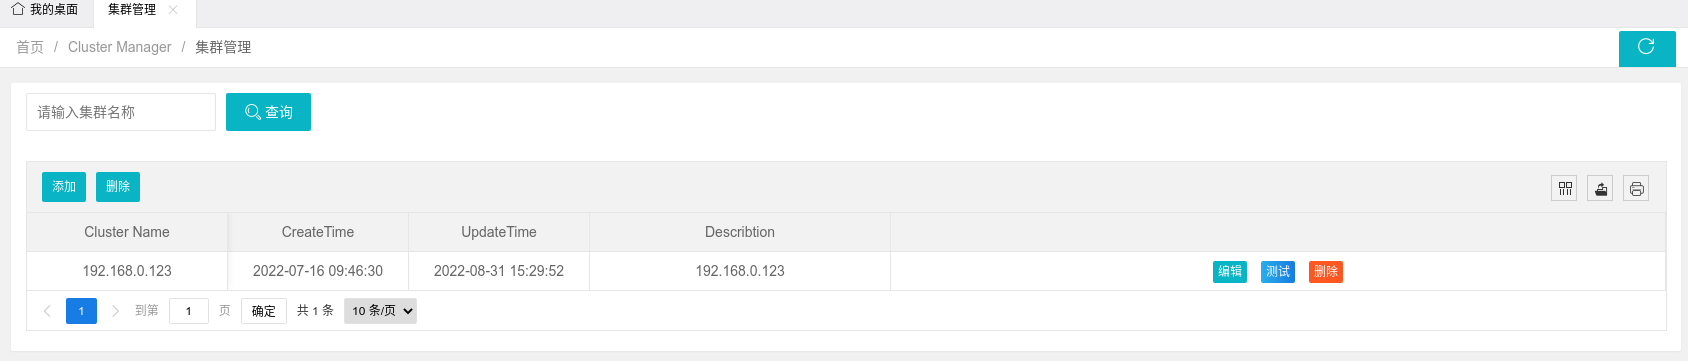 我的桌面 集群管理
首页 / Cluster Manager / 集群管理
请输入集群名称 查询
添加 删除
Cluster Name CreateTime UpdateTime Describtion
192.168.0.123 2022-07-16 09:46:30 2022-08-31 15:29:52 192.168.0.123 编辑 测试 删除
1 到第 1 页 确定 共 1 条 10 条/页